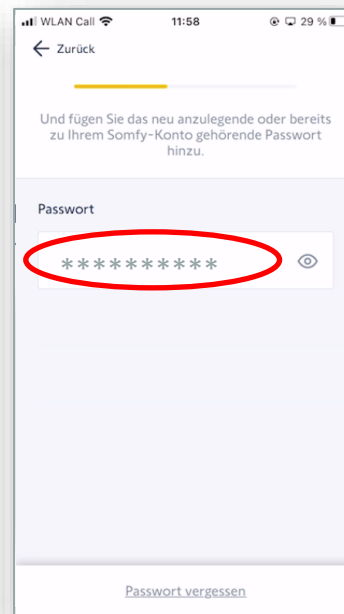 WLAN Call 11:58 29 %
Zurück
Und fügen Sie das neu anzulegende oder bereits
zu Ihrem Somfy-Konto gehörende Passwort
hinzu.
Passwort
**********
Passwort vergessen